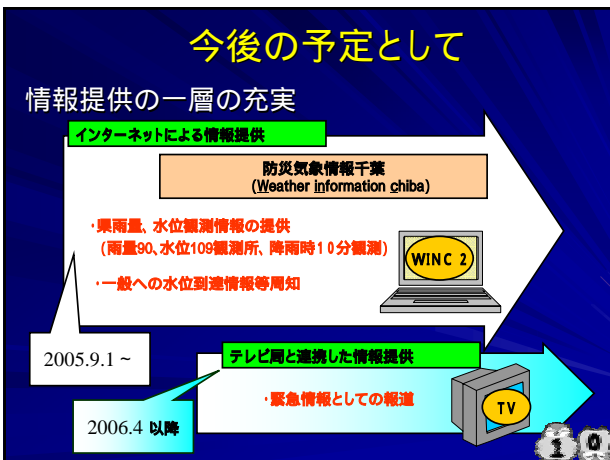 今後の予定として
情報提供の一層の充実
インターネットによる情報提供
防災気象情報千葉
(Weather information chiba)
・県雨量、水位観測情報の提供
(雨量90、水位109観測所、降雨時10分観測)
・一般への水位到達情報等周知
WINC 2
2005.9.1 ~
テレビ局と連携した情報提供
・緊急情報としての報道
TV
2006.4 以降
10